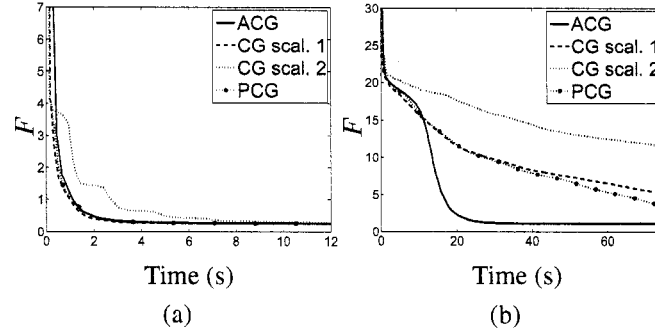 7
6
5
4
3
2
1
0
F
0 2 4 6 8 10 12
Time (s)
ACG
CG scal. 1
CG scal. 2
PCG
(a)
30
25
20
15
10
5
0
F
0 20 40 60
Time (s)
ACG
CG scal. 1
CG scal. 2
PCG
(b)